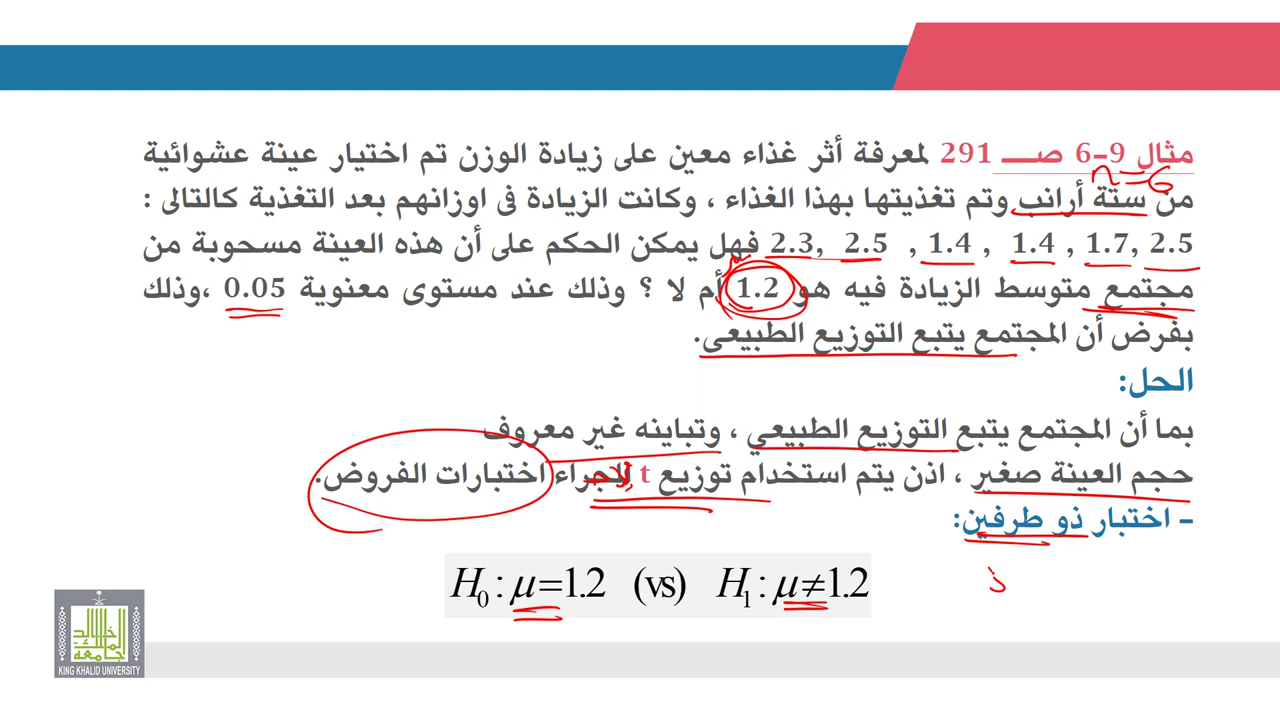 مثال 9-6 صـــ 291 لمعرفة أثر غذاء معين على زيادة الوزن تم اختيار عينة عشوائية
n=6
من ستة أرانب وتم تغذيتها بهذا الغذاء ، وكانت الزيادة فى اوزانهم بعد التغذية كالتالى :
2.5 ,1.7 , 1.4 , 1.4 , 2.5 ,2.3 فهل يمكن الحكم على أن هذه العينة مسحوبة من
مجتمع متوسط الزيادة فيه هو 1.2 أم لا ؟ وذلك عند مستوى معنوية 0.05 ،وذلك
بفرض أن المجتمع يتبع التوزيع الطبيعى.
الحل:
بما أن المجتمع يتبع التوزيع الطبيعي ، وتباينه غير معروف
حجم العينة صغير ، اذن يتم استخدام توزيع t لإجراء اختبارات الفروض.
- اختبار ذو طرفين:
H0 : μ=1.2 (vs) H1 : μ≠1.2
جامعة الملك خالد
KING KHALID UNIVERSITY